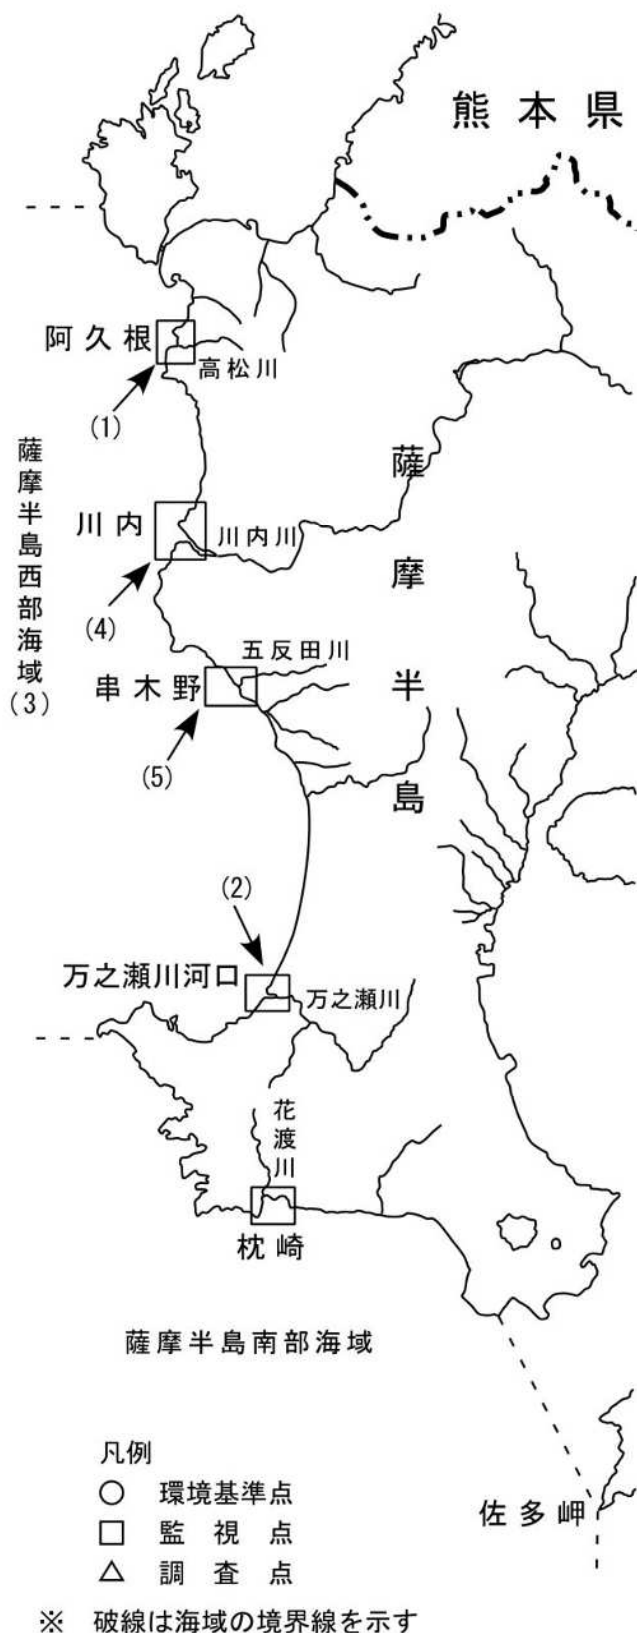 熊本県
阿久根
高松川
(1)
薩摩半島西部海域
(3)
川内
川内川
(4)
薩摩半島
五反田川
串木野
(5)
(2)
万之瀬川河口
万之瀬川
花渡川
枕崎
薩摩半島南部海域
佐多岬
凡例
○ 環境基準点
□ 監視点
△ 調査点
※ 破線は海域の境界線を示す